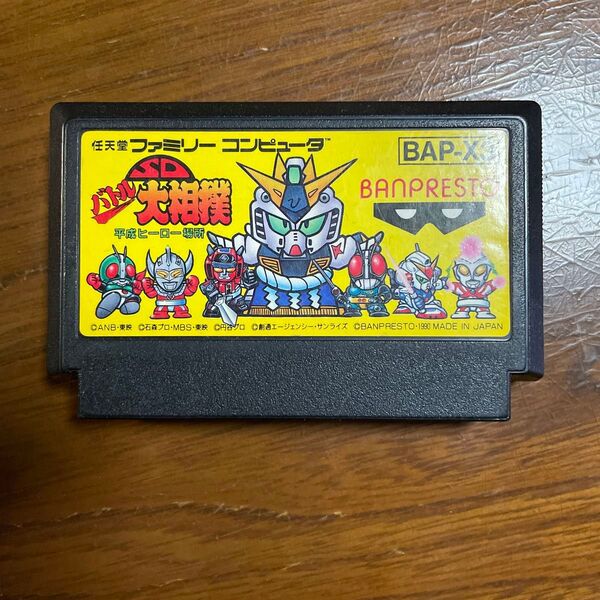 任天堂 ファミリー コンピュータ™
BAP-X
SD
バトル
大相撲
平成ヒーロー場所
BANPRESTO
©ANB・東映 ©石森プロ・MBS・東映 ©円谷プロ ©創通エージェンシー・サンライズ ©BANPRESTO・1990 MADE IN JAPAN